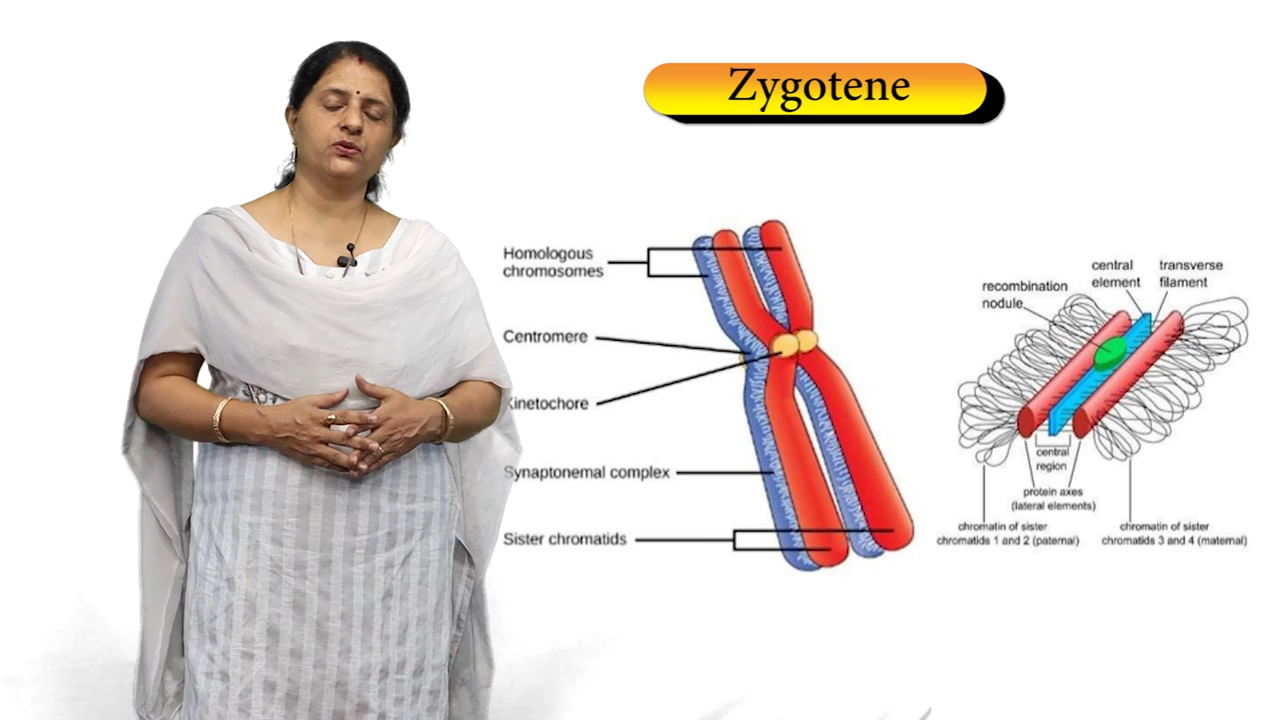 Zygotene
Homologous
chromosomes
Centromere
Kinetochore
Synaptonemal complex
Sister chromatids
recombination
nodule
central
element
transverse
filament
central
region
protein axes
(lateral elements)
chromatin of sister
chromatids 1 and 2 (paternal)
chromatin of sister
chromatids 3 and 4 (maternal)